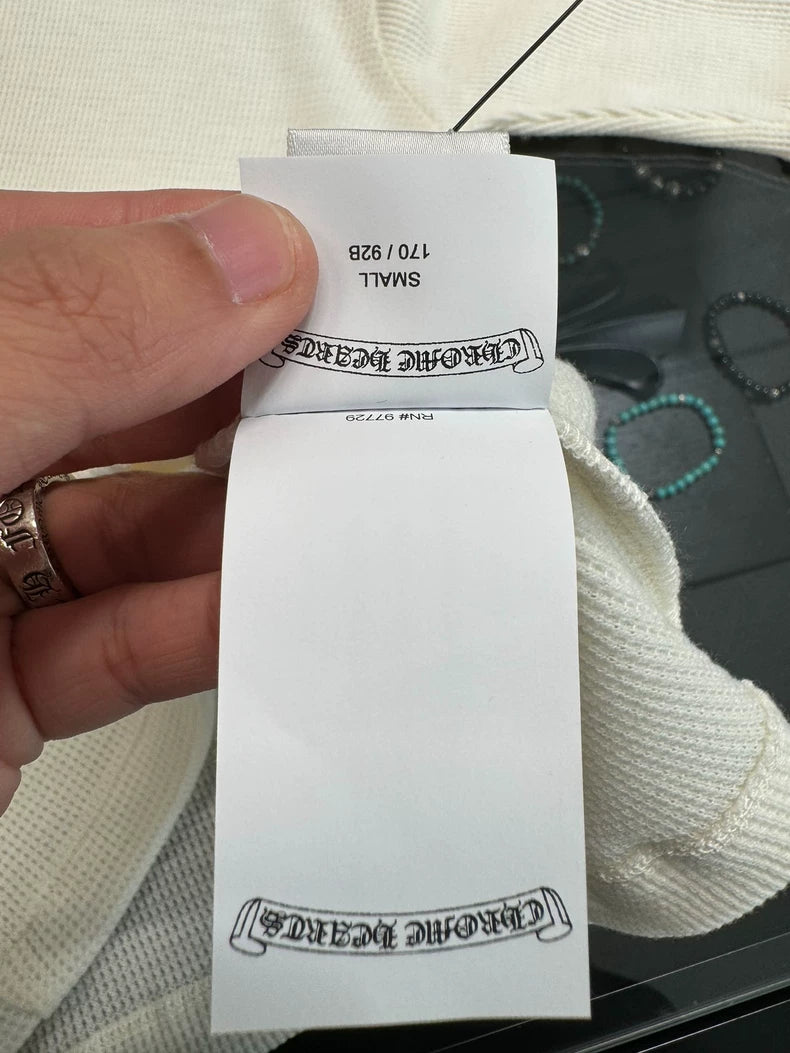 CHROME HEARTS
SMALL
170 / 92B
CHROME HEARTS
RN# 97729